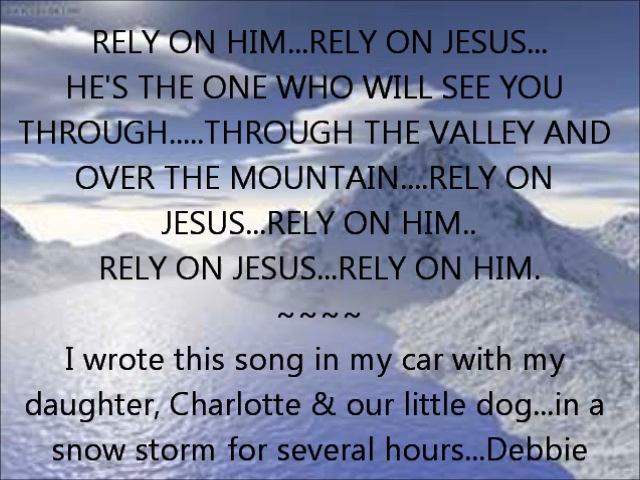 RELY ON HIM...RELY ON JESUS...
HE'S THE ONE WHO WILL SEE YOU
THROUGH.....THROUGH THE VALLEY AND
OVER THE MOUNTAIN....RELY ON
JESUS...RELY ON HIM..
RELY ON JESUS...RELY ON HIM.
~~~~
I wrote this song in my car with my
daughter, Charlotte & our little dog...in a
snow storm for several hours...Debbie